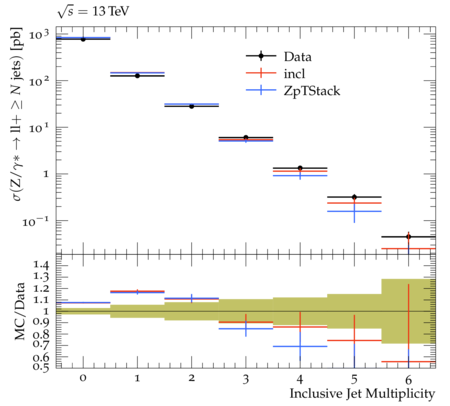 √s = 13 TeV
σ(Z/γ∗ → ll+ ≥ N jets) [pb]
10³
10²
10¹
1
10⁻¹
Data
incl
ZpTStack
MC/Data
1.4
1.3
1.2
1.1
1
0.9
0.8
0.7
0.6
0.5
0 1 2 3 4 5 6
Inclusive Jet Multiplicity